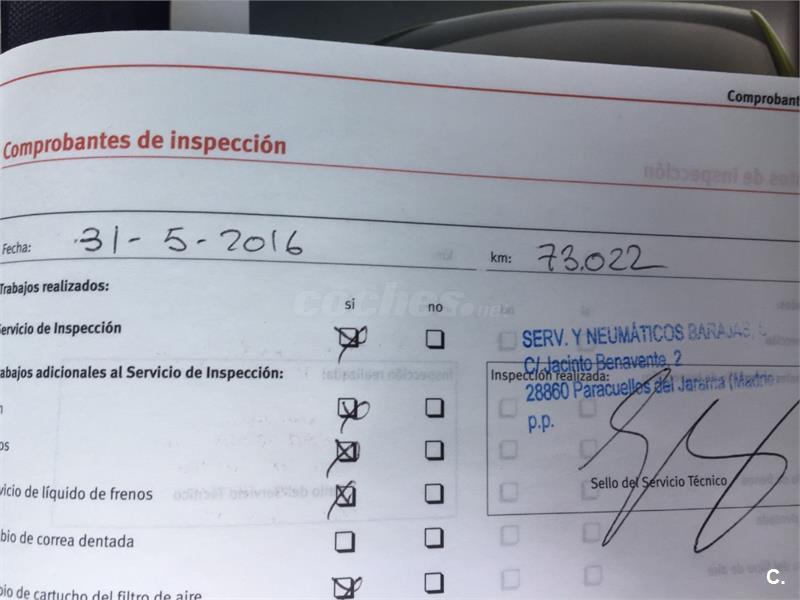 Comprobant
Comprobantes de inspección
Fecha: 31-5-2016 km: 73.022
Trabajos realizados:
si no
ervicio de Inspección
SERV. Y NEUMÁTICOS BARAJAS,
C/ Jacinto Benavente, 2
28860 Paracuellos del Jarama (Madrid
p.p.
abajos adicionales al Servicio de Inspección:
Inspección realizada:
os
vicio de líquido de frenos
Sello del Servicio Técnico
bio de correa dentada
bio de cartucho del filtro de aire
coches.net
C.